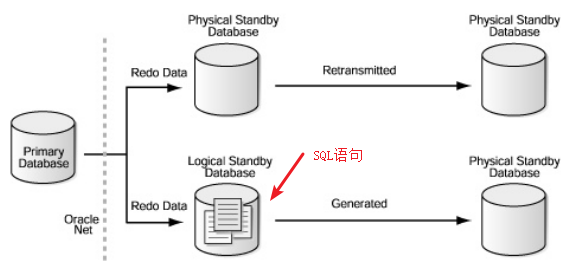 Physical Standby
Database
Physical Standby
Database
Redo Data
Retransmitted
Primary
Database
Logical Standby
Database
SQL语句
Physical Standby
Database
Redo Data
Generated
Oracle
Net